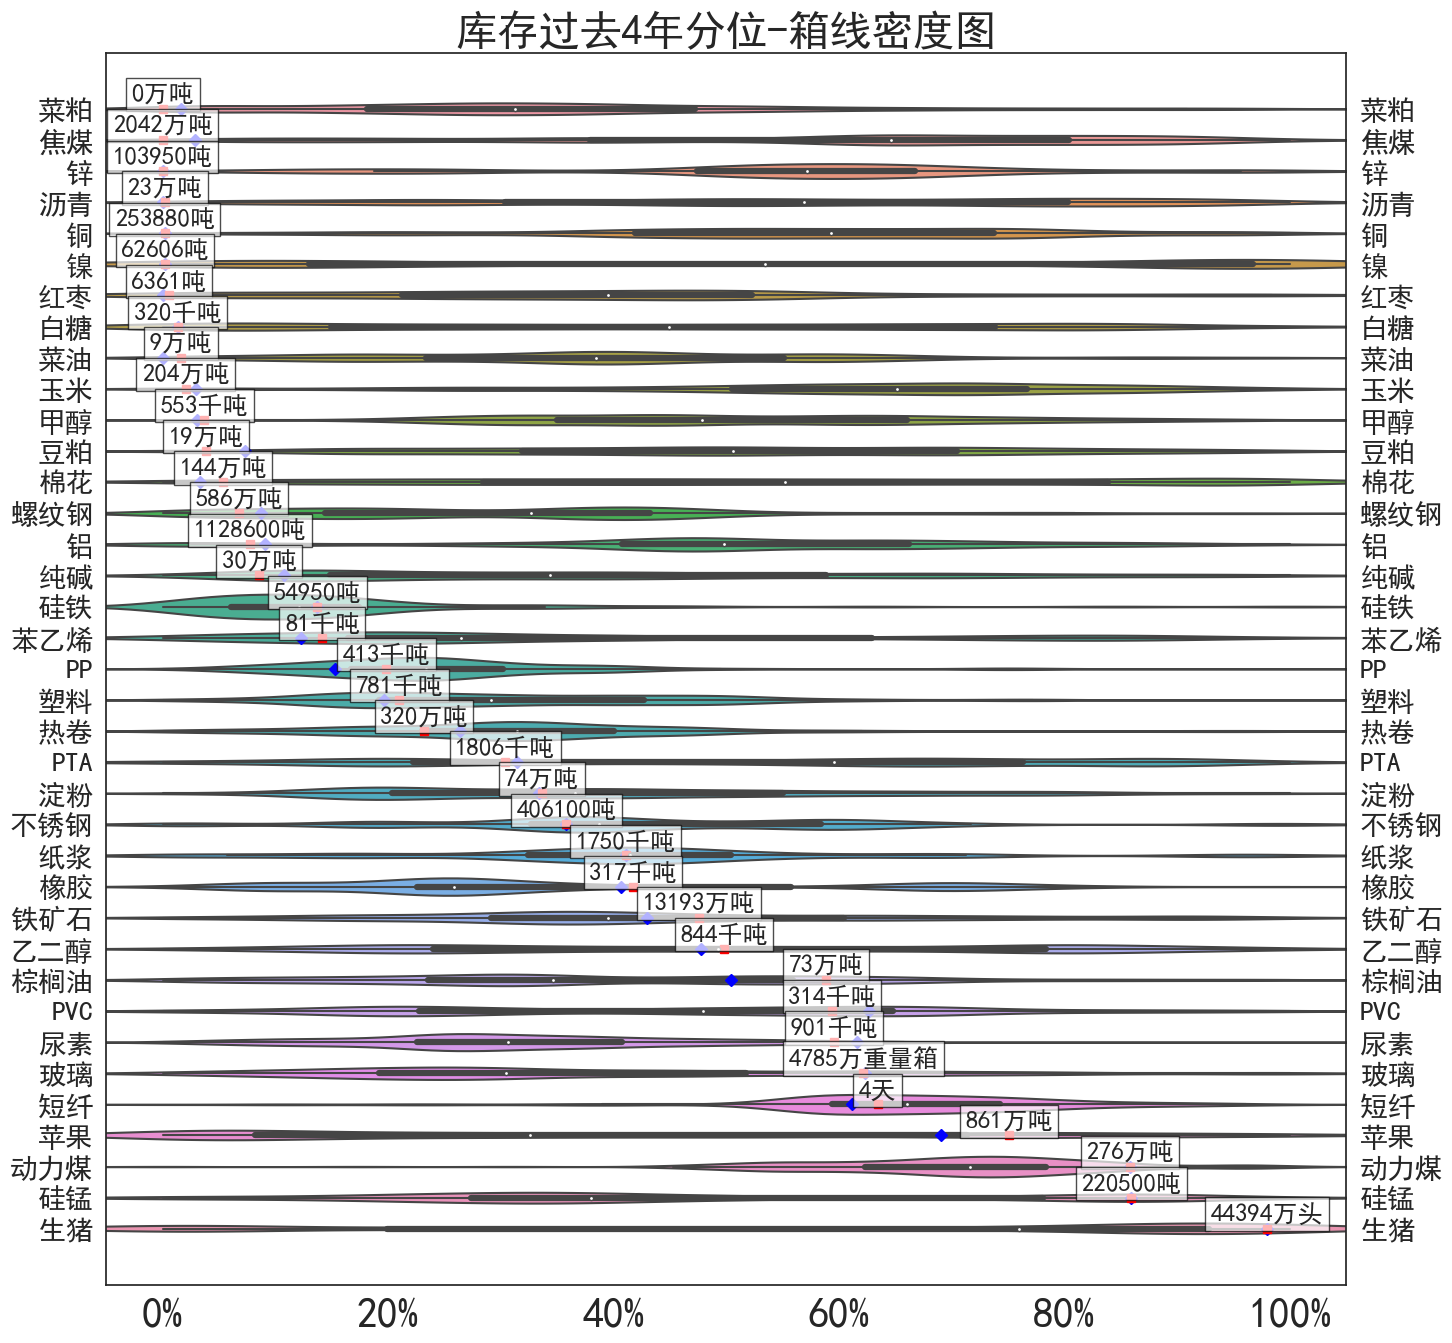 库存过去4年分位-箱线密度图
菜粕 0万吨 菜粕
焦煤 2042万吨 焦煤
锌 103950吨 锌
沥青 23万吨 沥青
铜 253880吨 铜
镍 62606吨 镍
红枣 6361吨 红枣
白糖 320千吨 白糖
菜油 9万吨 菜油
玉米 204万吨 玉米
甲醇 553千吨 甲醇
豆粕 19万吨 豆粕
棉花 144万吨 棉花
螺纹钢 586万吨 螺纹钢
铝 1128600吨 铝
纯碱 30万吨 纯碱
硅铁 54950吨 硅铁
苯乙烯 81千吨 苯乙烯
PP 413千吨 PP
塑料 781千吨 塑料
热卷 320万吨 热卷
PTA 1806千吨 PTA
淀粉 74万吨 淀粉
不锈钢 406100吨 不锈钢
纸浆 1750千吨 纸浆
橡胶 317千吨 橡胶
铁矿石 13193万吨 铁矿石
乙二醇 844千吨 乙二醇
棕榈油 73万吨 棕榈油
PVC 314千吨 PVC
尿素 901千吨 尿素
玻璃 4785万重量箱 玻璃
短纤 4天 短纤
苹果 861万吨 苹果
动力煤 276万吨 动力煤
硅锰 220500吨 硅锰
生猪 44394万头 生猪
0% 20% 40% 60% 80% 100%